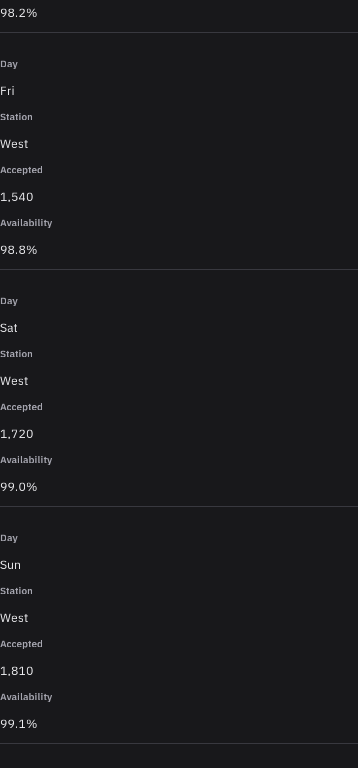 98.2%
Day
Fri
Station
West
Accepted
1,540
Availability
98.8%
Day
Sat
Station
West
Accepted
1,720
Availability
99.0%
Day
Sun
Station
West
Accepted
1,810
Availability
99.1%